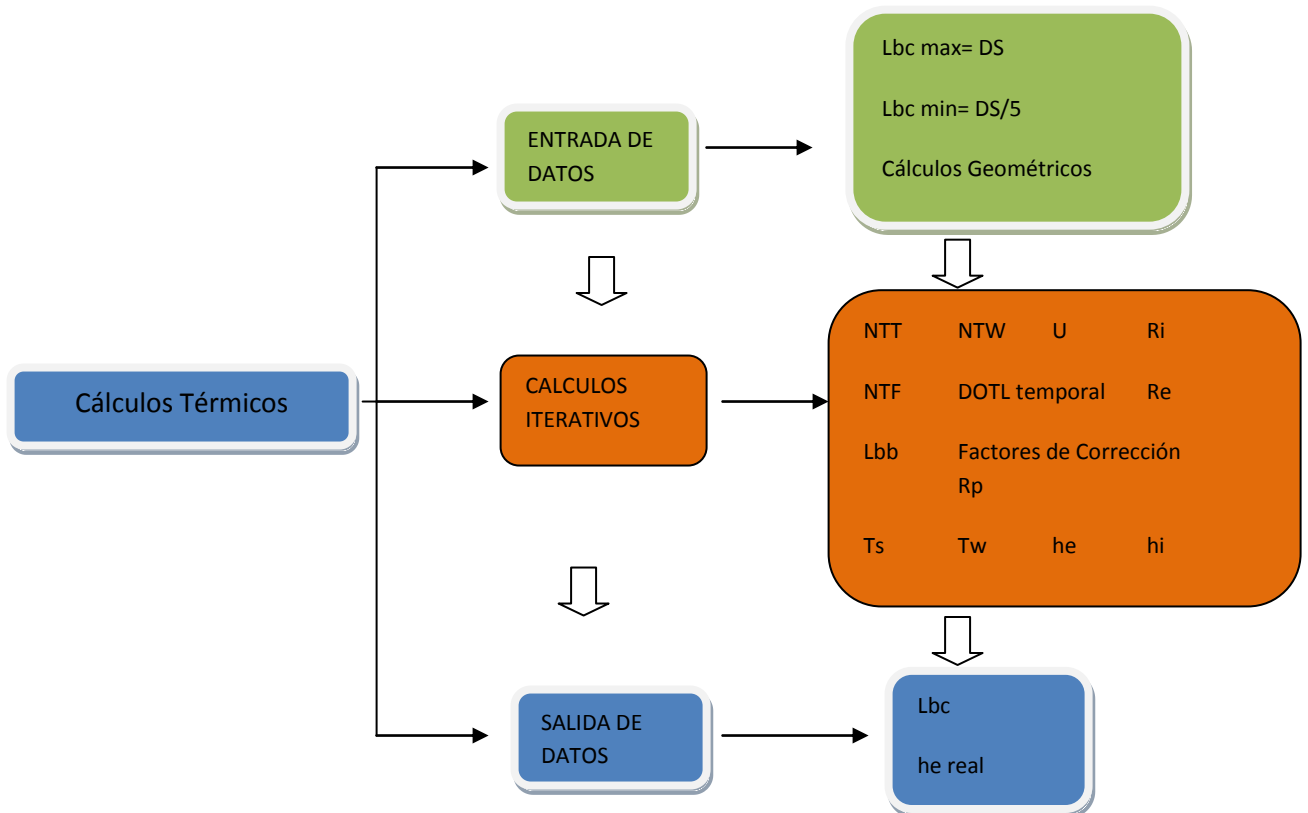 Cálculos Térmicos
ENTRADA DE
DATOS
Lbc max= DS
Lbc min= DS/5
Cálculos Geométricos
CALCULOS
ITERATIVOS
NTT NTW U Ri
NTF DOTL temporal Re
Lbb Factores de Corrección
Rp
Ts Tw he hi
SALIDA DE
DATOS
Lbc
he real